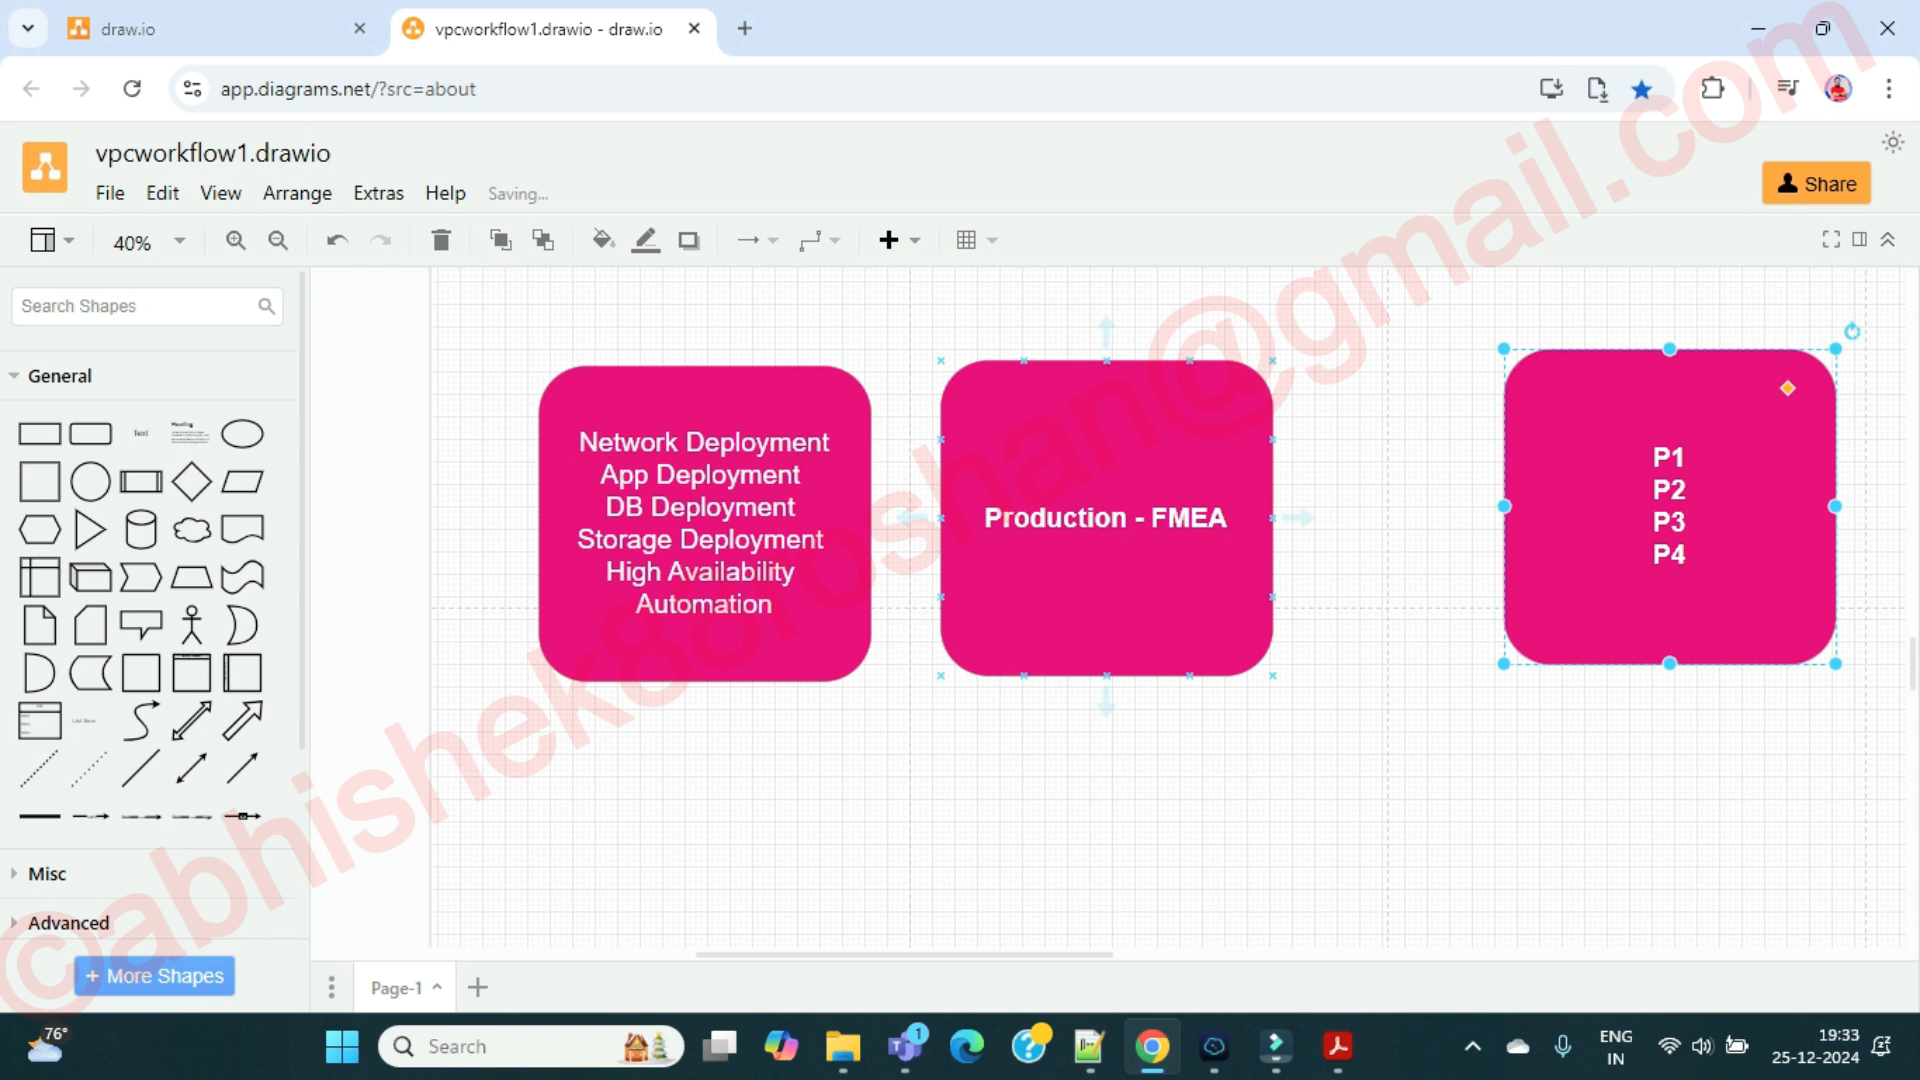 draw.io
vpcworkflow1.drawio - draw.io
app.diagrams.net/?src=about
vpcworkflow1.drawio
File Edit View Arrange Extras Help Saving...
Share
40%
Search Shapes
General
Text
Heading
Network Deployment
App Deployment
DB Deployment
Storage Deployment
High Availability
Automation
Production - FMEA
P1
P2
P3
P4
Misc
Advanced
+ More Shapes
Page-1
76°
Search
1
ENG
IN
19:33
25-12-2024